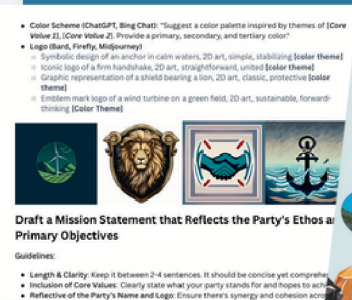 • Color Scheme (ChatGPT, Bing Chat): "Suggest a color palette inspired by themes of [Core
Value 1], [Core Value 2]. Provide a primary, secondary, and tertiary color."
• Logo (Bard, Firefly, Midjourney)
○ Symbolic design of an anchor in calm waters, 2D art, simple, stabilizing [color theme]
○ Iconic logo of a firm handshake, 2D art, straightforward, united [color theme]
○ Graphic representation of a shield bearing a lion, 2D art, classic, protective [color
theme]
○ Emblem mark logo of a wind turbine on a green field, 2D art, sustainable, forward-
thinking [Color Theme]
Draft a Mission Statement that Reflects the Party's Ethos
Primary Objectives
Guidelines:
• Length & Clarity: Keep it between 2-4 sentences. It should be concise yet
• Inclusion of Core Values: Clearly state what your party stands for and hopes to
• Reflective of the Party's Name and Logo: Ensure there's synergy and cohesion